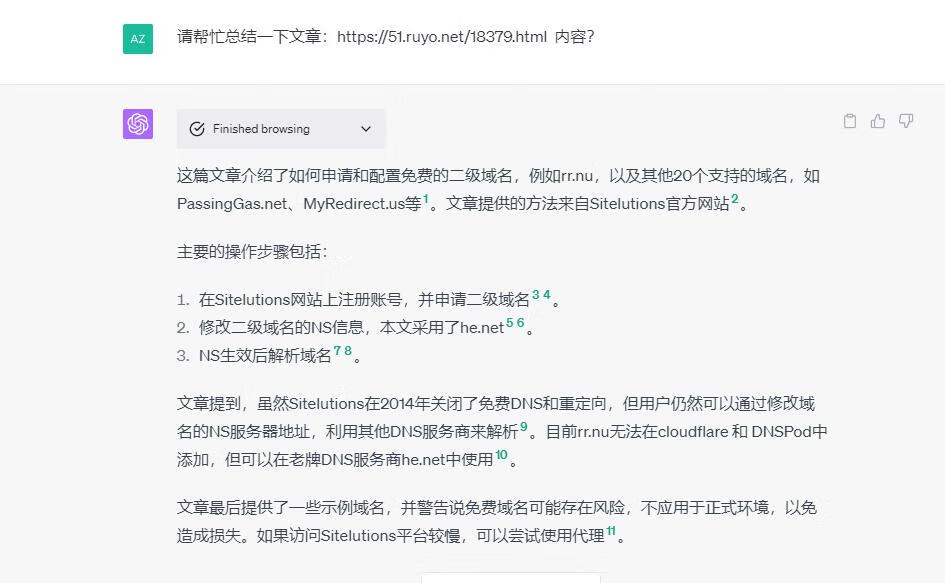 AZ
请帮忙总结一下文章：https://51.ruyo.net/18379.html 内容？
Finished browsing
这篇文章介绍了如何申请和配置免费的二级域名，例如rr.nu，以及其他20个支持的域名，如
PassingGas.net、MyRedirect.us等1。文章提供的方法来自Sitelutions官方网站2。
主要的操作步骤包括：
1. 在Sitelutions网站上注册账号，并申请二级域名3 4。
2. 修改二级域名的NS信息，本文采用了he.net5 6。
3. NS生效后解析域名7 8。
文章提到，虽然Sitelutions在2014年关闭了免费DNS和重定向，但用户仍然可以通过修改域
名的NS服务器地址，利用其他DNS服务商来解析9。目前rr.nu无法在cloudflare 和 DNSPod中
添加，但可以在老牌DNS服务商he.net中使用10。
文章最后提供了一些示例域名，并警告说免费域名可能存在风险，不应用于正式环境，以免
造成损失。如果访问Sitelutions平台较慢，可以尝试使用代理11。